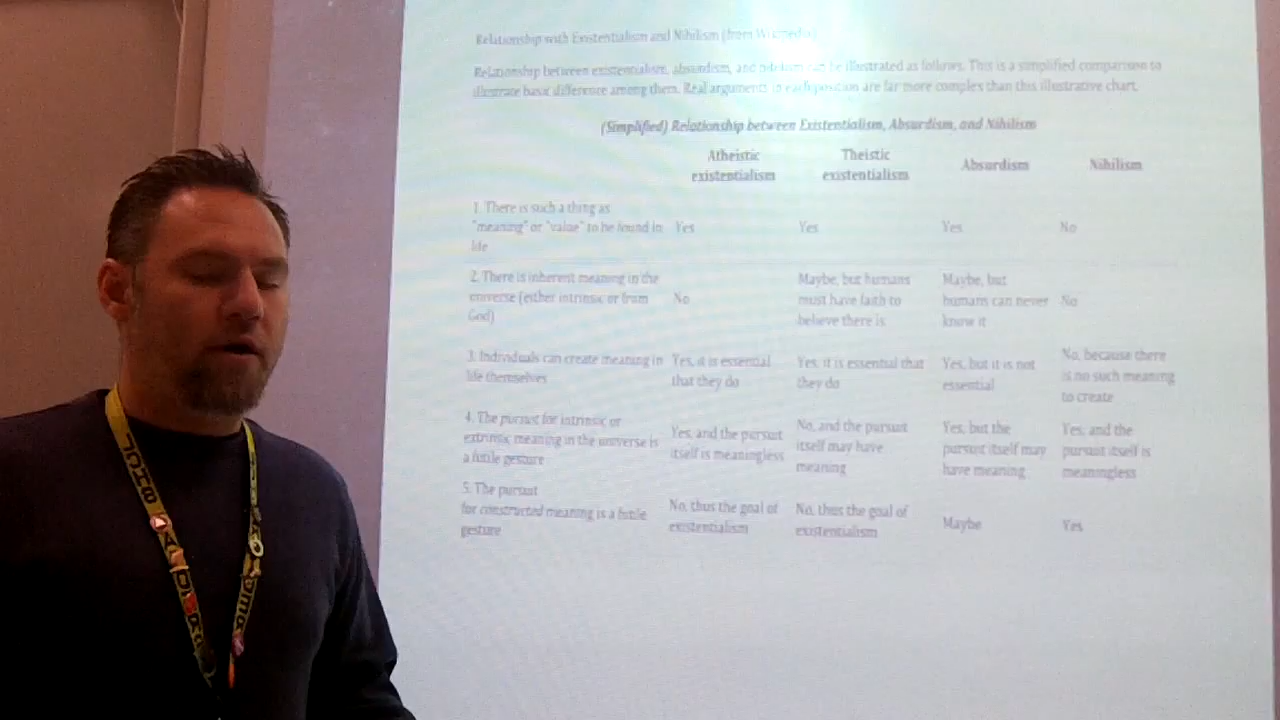 Relationship with Existentialism and Nihilism (from Wikipedia)
Relationship between existentialism, absurdism, and nihilism can be illustrated as follows. This is a simplified comparison to
illustrate basic difference among them. Real arguments in each position are far more complex than this illustrative chart.
(Simplified) Relationship between Existentialism, Absurdism, and Nihilism
Atheistic
existentialism
Theistic
existentialism
Absurdism
Nihilism
1. There is such a thing as
"meaning" or "value" to be found in
life
Yes
Yes
Yes
No
2. There is inherent meaning in the
universe (either intrinsic or from
God)
No
Maybe, but humans
must have faith to
believe there is
Maybe, but
humans can never
know it
No
3. Individuals can create meaning in
life themselves
Yes, it is essential
that they do
Yes, it is essential that
they do
Yes, but it is not
essential
No, because there
is no such meaning
to create
4. The pursuit for intrinsic or
extrinsic meaning in the universe is
a futile gesture
Yes, and the pursuit
itself is meaningless
No, and the pursuit
itself may have
meaning
Yes, but the
pursuit itself may
have meaning
Yes, and the
pursuit itself is
meaningless
5. The pursuit
for constructed meaning is a futile
gesture
No, thus the goal of
existentialism
No, thus the goal of
existentialism
Maybe
Yes